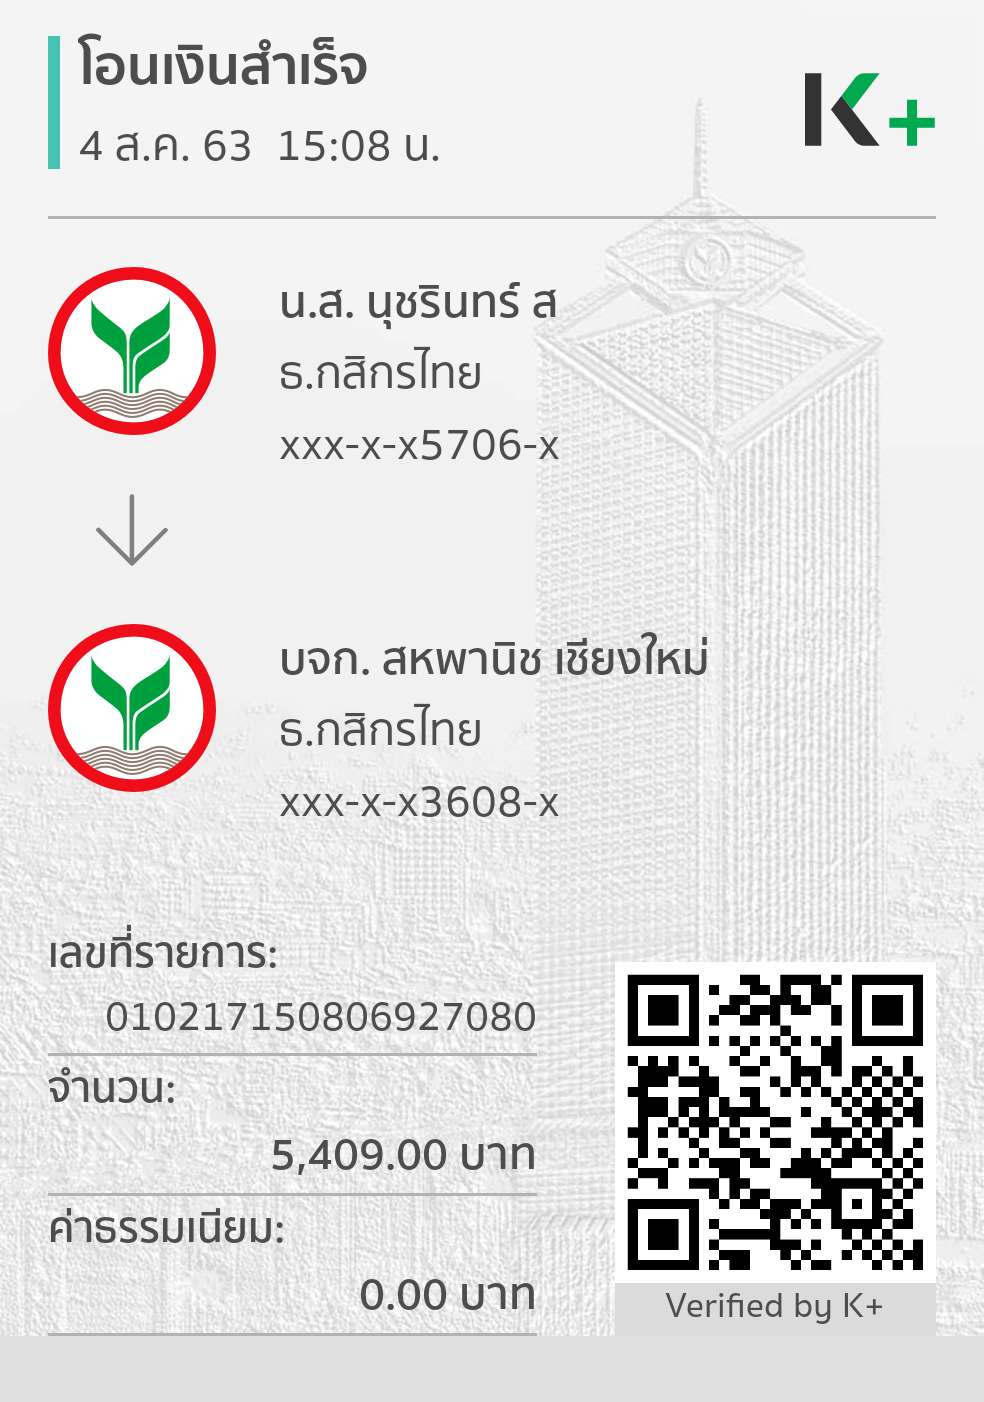 โอนเงินสำเร็จ
4 ส.ค. 63 15:08 น.
K+
น.ส. นุชรินทร์ ส
ธ.กสิกรไทย
xxx-x-x5706-x
บจก. สหพานิช เชียงใหม่
ธ.กสิกรไทย
xxx-x-x3608-x
เลขที่รายการ:
010217150806927080
จำนวน:
5,409.00 บาท
ค่าธรรมเนียม:
0.00 บาท
Verified by K+